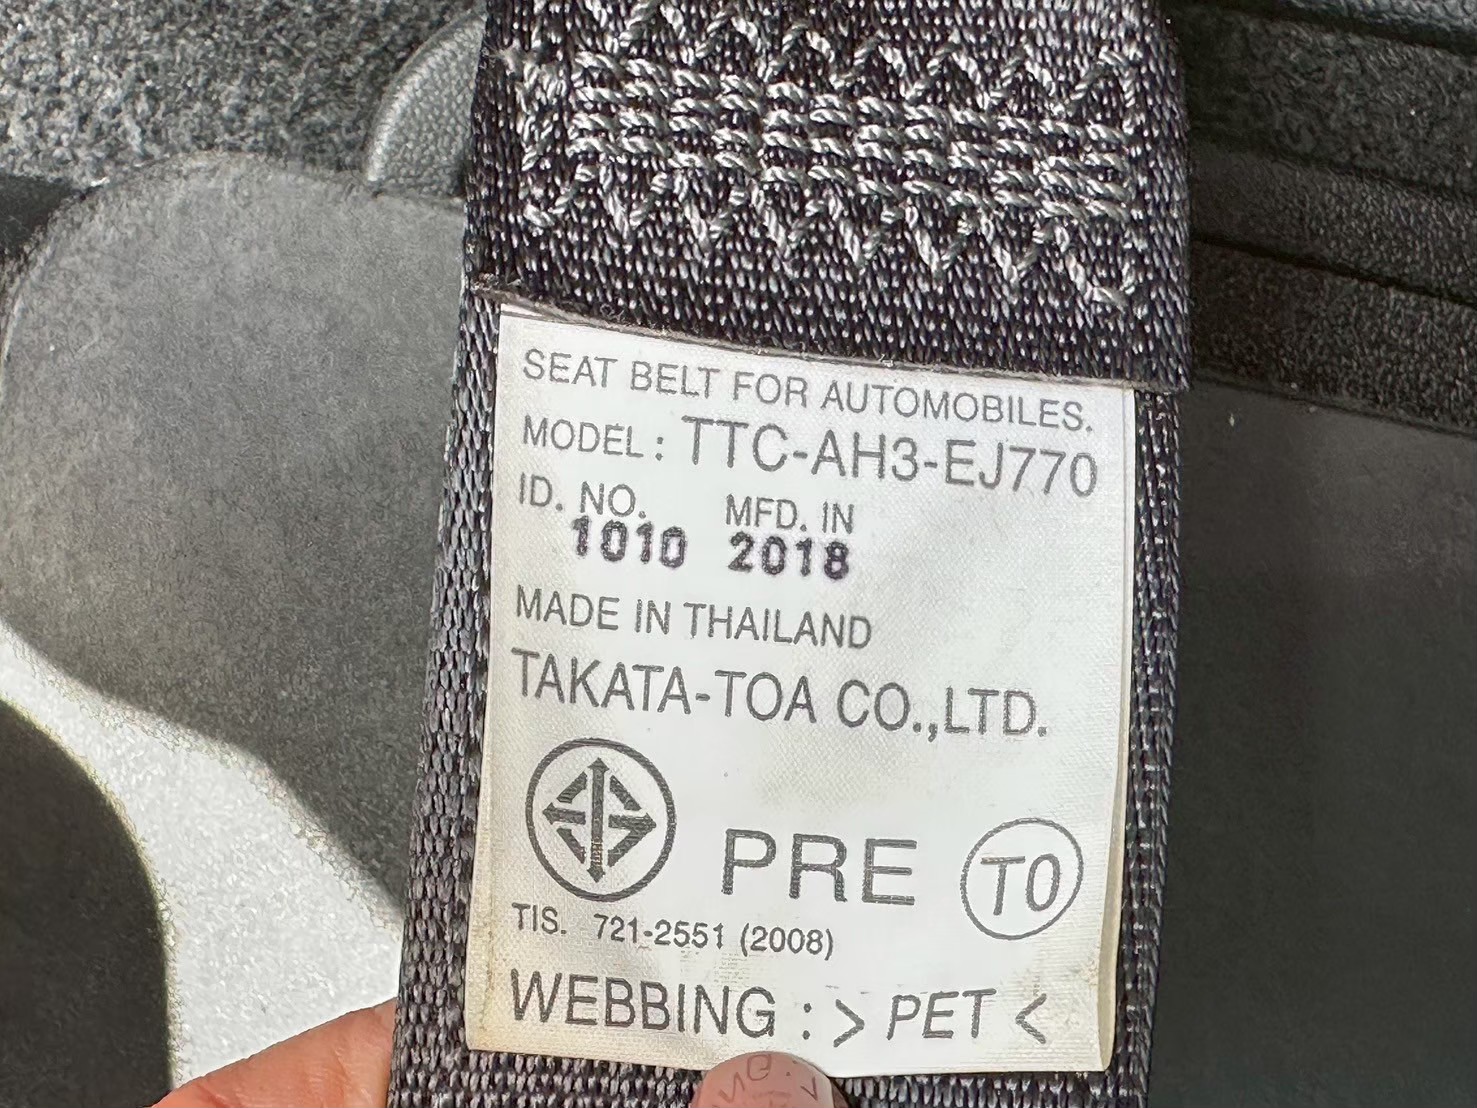 SEAT BELT FOR AUTOMOBILES.
MODEL : TTC-AH3-EJ770
ID. NO. MFD. IN
1010 2018
MADE IN THAILAND
TAKATA-TOA CO.,LTD.
PRE TO
TIS. 721-2551 (2008)
WEBBING : > PET <